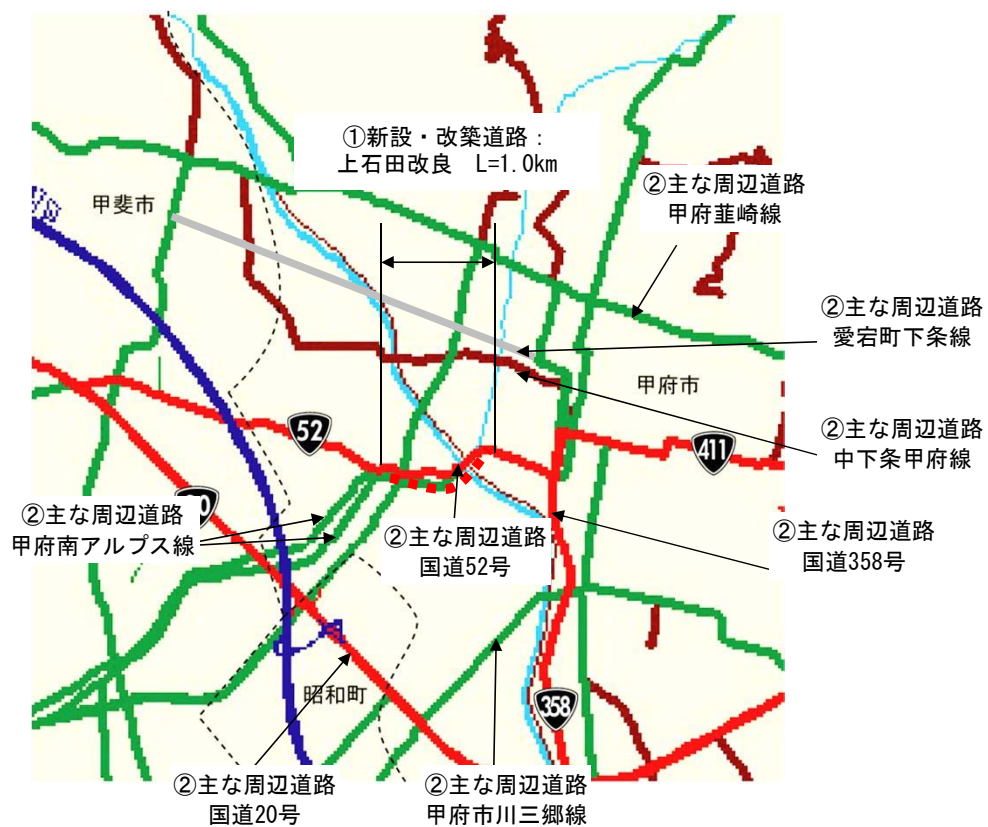 ①新設・改築道路：
上石田改良　L=1.0km
②主な周辺道路
甲府韮崎線
甲斐市
②主な周辺道路
愛宕町下条線
甲府市
52
411
②主な周辺道路
中下条甲府線
②主な周辺道路
甲府南アルプス線
0
②主な周辺道路
国道52号
②主な周辺道路
国道358号
昭和町
358
②主な周辺道路
国道20号
②主な周辺道路
甲府市川三郷線